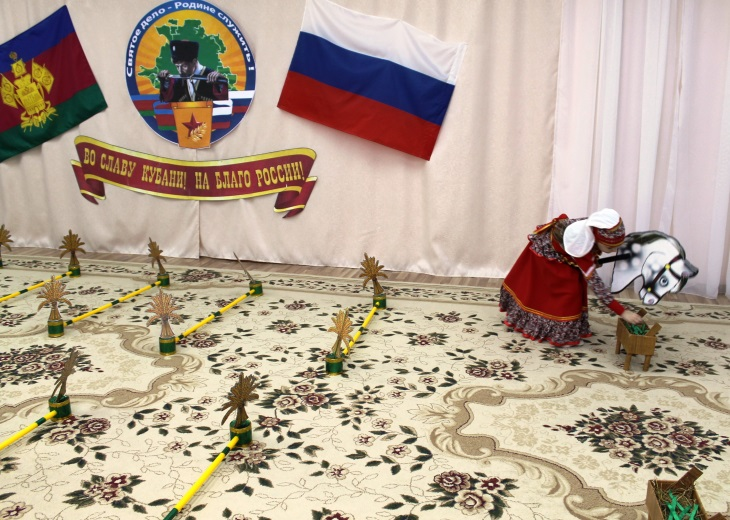 Святое дело - Родине служить!
ВО СЛАВУ КУБАНИ! НА БЛАГО РОССИИ!